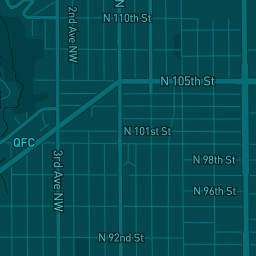 N 110th St
2nd Ave NW
N
N 105th St
N 101st St
QFC
N 98th St
3rd Ave NW
N 96th St
N 92nd St